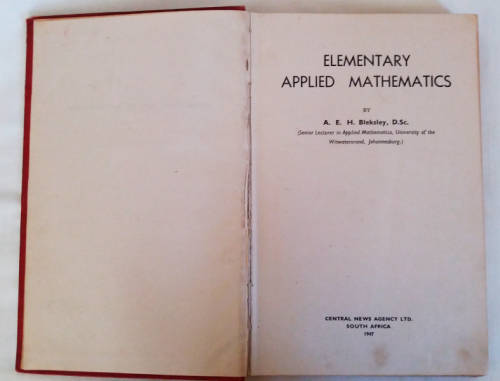 ELEMENTARY
APPLIED MATHEMATICS
BY
A. E. H. Bleksley, D.Sc.
(Senior Lecturer in Applied Mathematics, University of the
Witwatersrand, Johannesburg.)
CENTRAL NEWS AGENCY LTD.
SOUTH AFRICA
1947